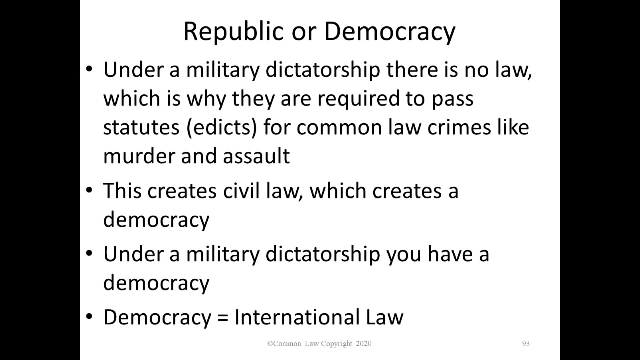 Republic or Democracy
• Under a military dictatorship there is no law,
which is why they are required to pass
statutes (edicts) for common law crimes like
murder and assault
• This creates civil law, which creates a
democracy
• Under a military dictatorship you have a
democracy
• Democracy = International Law
©Common Law Copyright 2020
93